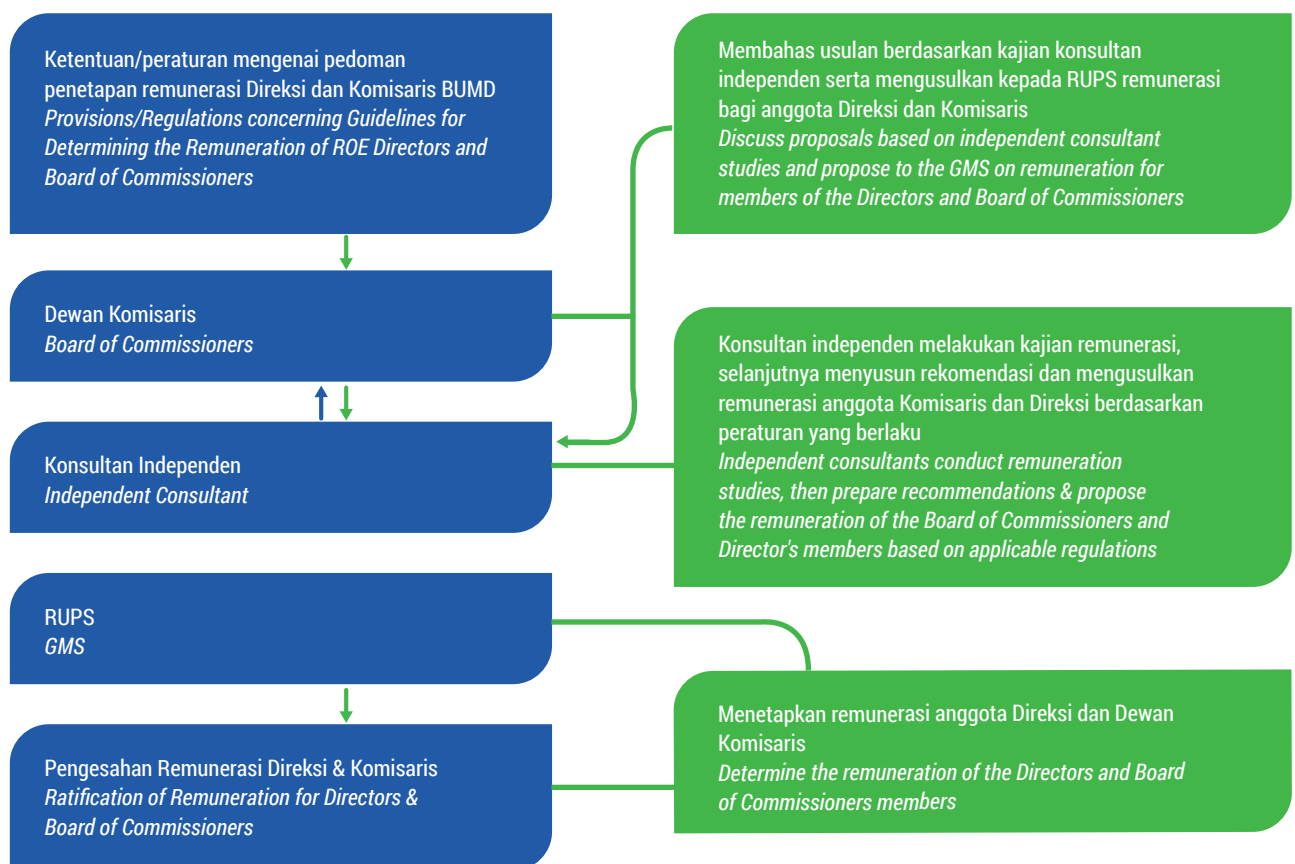 Ketentuan/peraturan mengenai pedoman
penetapan remunerasi Direksi dan Komisaris BUMD
Provisions/Regulations concerning Guidelines for
Determining the Remuneration of ROE Directors and
Board of Commissioners
Membahas usulan berdasarkan kajian konsultan
independen serta mengusulkan kepada RUPS remunerasi
bagi anggota Direksi dan Komisaris
Discuss proposals based on independent consultant
studies and propose to the GMS on remuneration for
members of the Directors and Board of Commissioners
Dewan Komisaris
Board of Commissioners
Konsultan Independen
Independent Consultant
Konsultan independen melakukan kajian remunerasi,
selanjutnya menyusun rekomendasi dan mengusulkan
remunerasi anggota Komisaris dan Direksi berdasarkan
peraturan yang berlaku
Independent consultants conduct remuneration
studies, then prepare recommendations & propose
the remuneration of the Board of Commissioners and
Director's members based on applicable regulations
RUPS
GMS
Pengesahan Remunerasi Direksi & Komisaris
Ratification of Remuneration for Directors &
Board of Commissioners
Menetapkan remunerasi anggota Direksi dan Dewan
Komisaris
Determine the remuneration of the Directors and Board
of Commissioners members